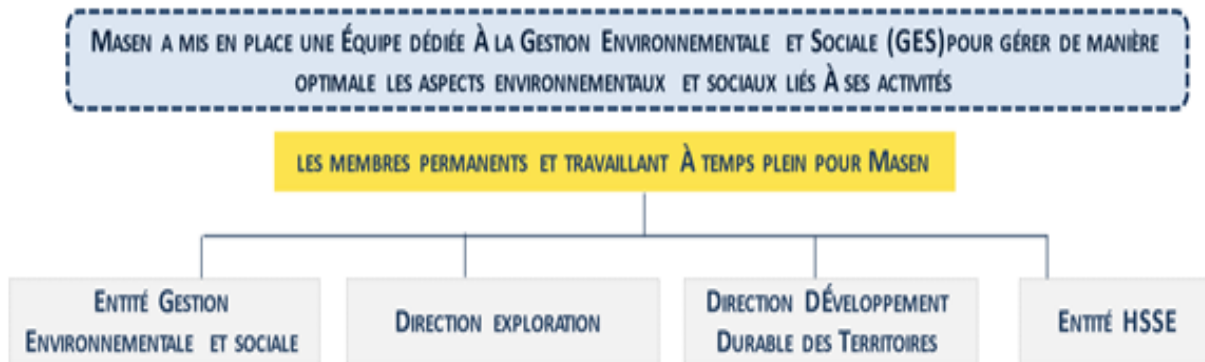 MASEN A MIS EN PLACE UNE ÉQUIPE DÉDIÉE À LA GESTION ENVIRONNEMENTALE ET SOCIALE (GES)POUR GÉRER DE MANIÈRE
OPTIMALE LES ASPECTS ENVIRONNEMENTAUX ET SOCIAUX LIÉS À SES ACTIVITÉS
LES MEMBRES PERMANENTS ET TRAVAILLANT À TEMPS PLEIN POUR MASEN
ENTITÉ GESTION
ENVIRONNEMENTALE ET SOCIALE
DIRECTION EXPLORATION
DIRECTION DÉVELOPPEMENT
DURABLE DES TERRITOIRES
ENTITÉ HSSE